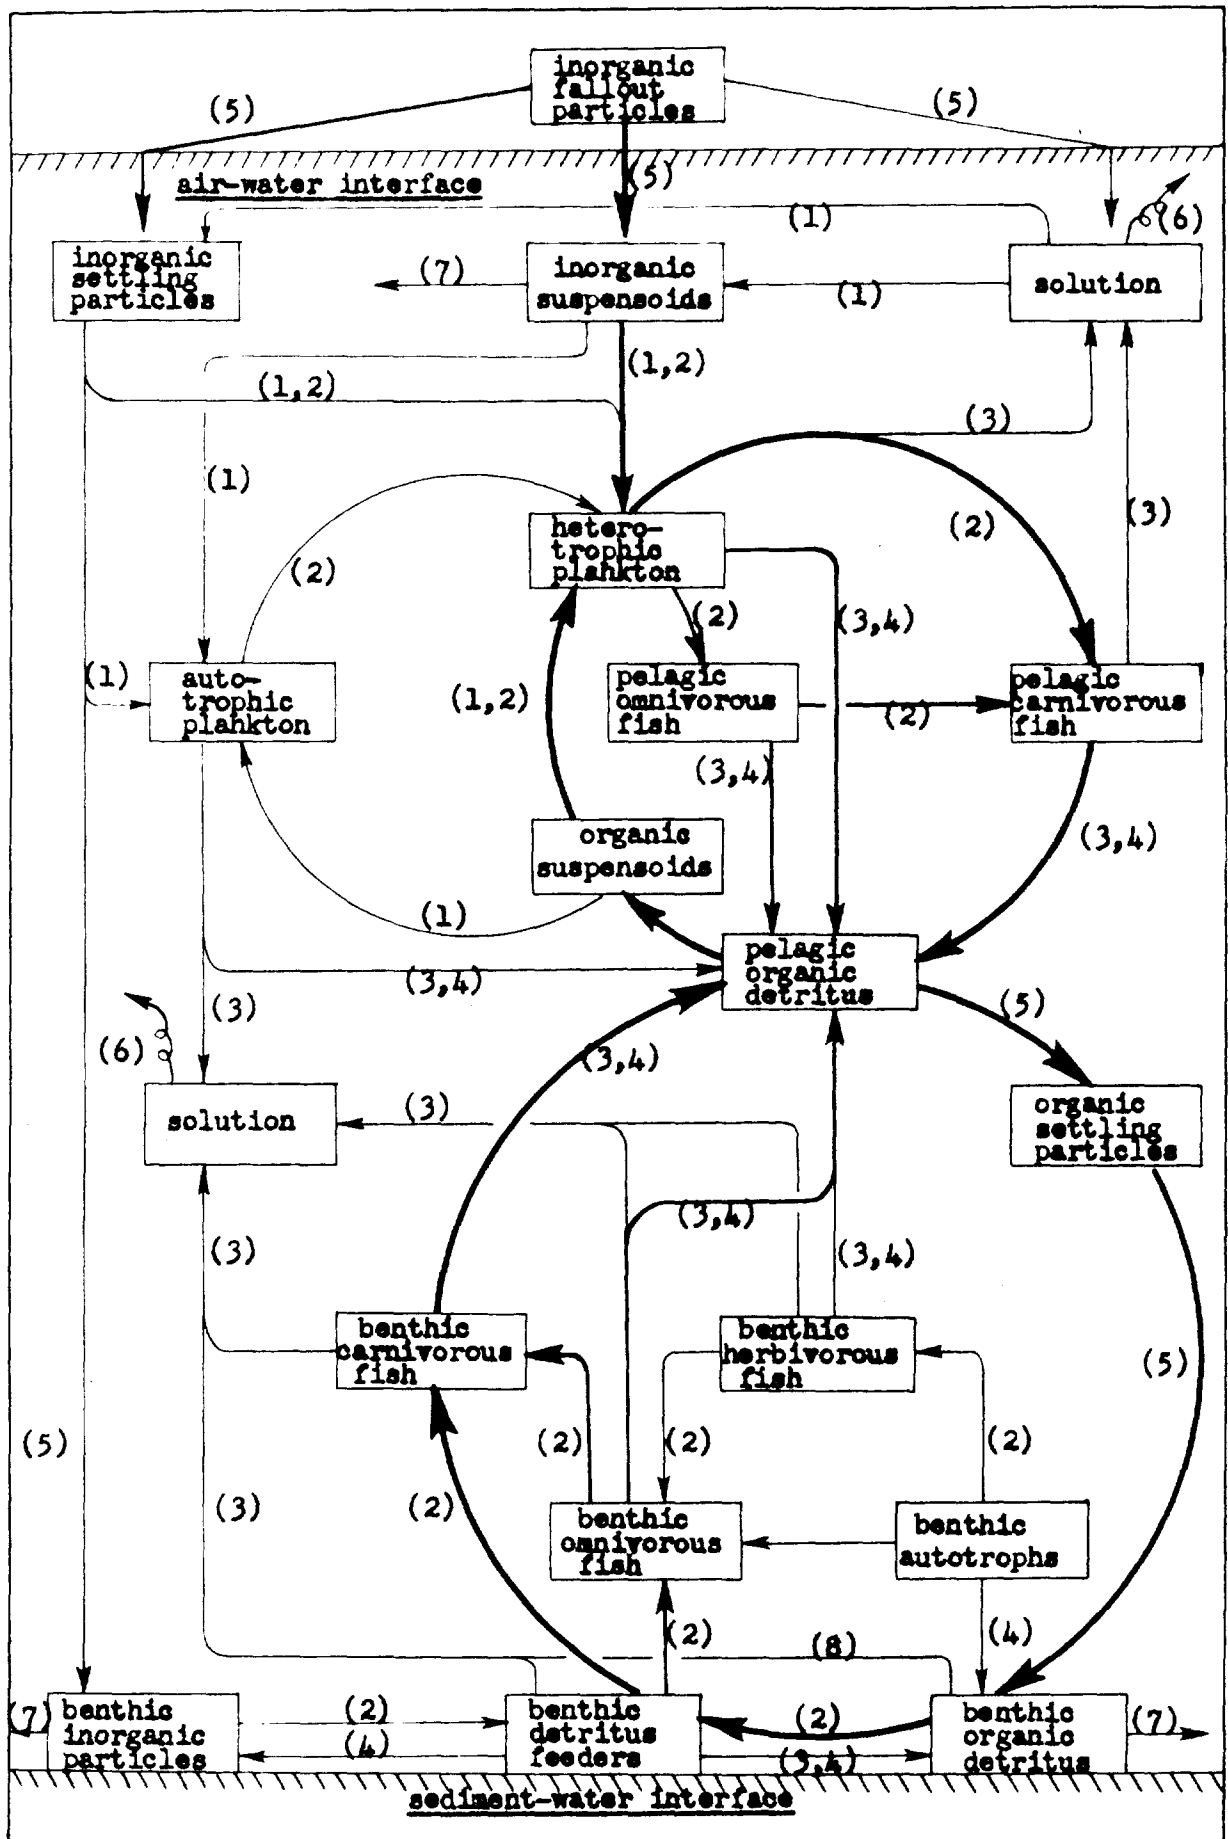 inorganic
fallout
particles
(5)
(5)
(5)
air-water interface
(1)
(6)
inorganic
settling
particles
(7)
inorganic
suspensoids
(1)
solution
(1,2)
(1,2)
(3)
(1)
(2)
hetero-
trophic
plankton
(2)
(3)
(2)
(3,4)
(1)
auto-
trophic
plankton
(1,2)
pelagic
omnivorous
fish
(2)
pelagic
carnivorous
fish
(3,4)
organic
suspensoids
(3,4)
(1)
(3,4)
pelagic
organic
detritus
(3)
(5)
(6)
(3,4)
solution
(3)
organic
settling
particles
(3,4)
(3)
(3,4)
benthic
carnivorous
fish
benthic
herbivorous
fish
(5)
(5)
(2)
(2)
(2)
(3)
(2)
benthic
omnivorous
fish
benthic
autotrophs
(2)
(8)
(4)
(7)
benthic
inorganic
particles
(2)
(4)
benthic
detritus
feeders
(2)
(3,4)
benthic
organic
detritus
(7)
sediment-water interface